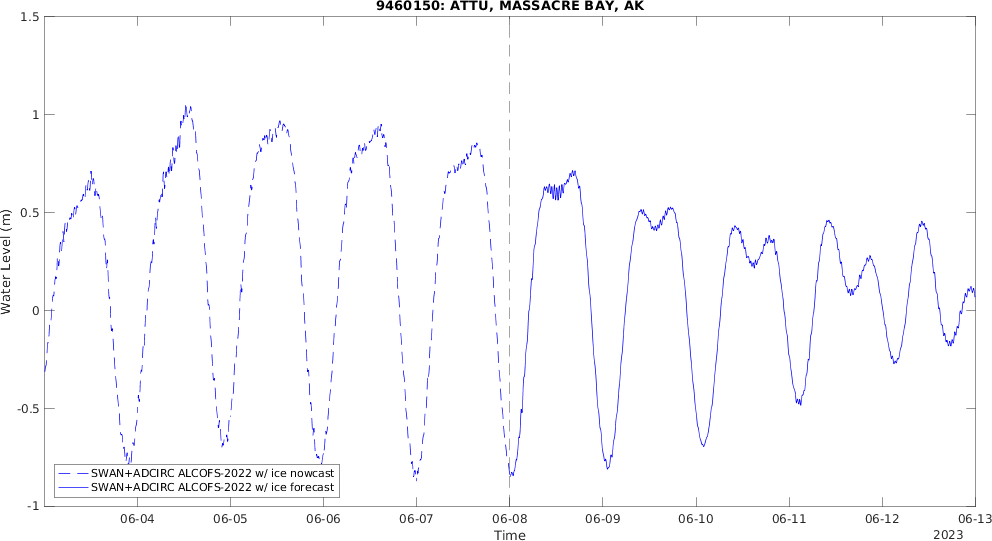 9460150: ATTU, MASSACRE BAY, AK
1.5
1
0.5
0
-0.5
-1
Water Level (m)
SWAN+ADCIRC ALCOFS-2022 w/ ice nowcast
SWAN+ADCIRC ALCOFS-2022 w/ ice forecast
06-04 06-05 06-06 06-07 06-08 06-09 06-10 06-11 06-12 06-13
Time
2023